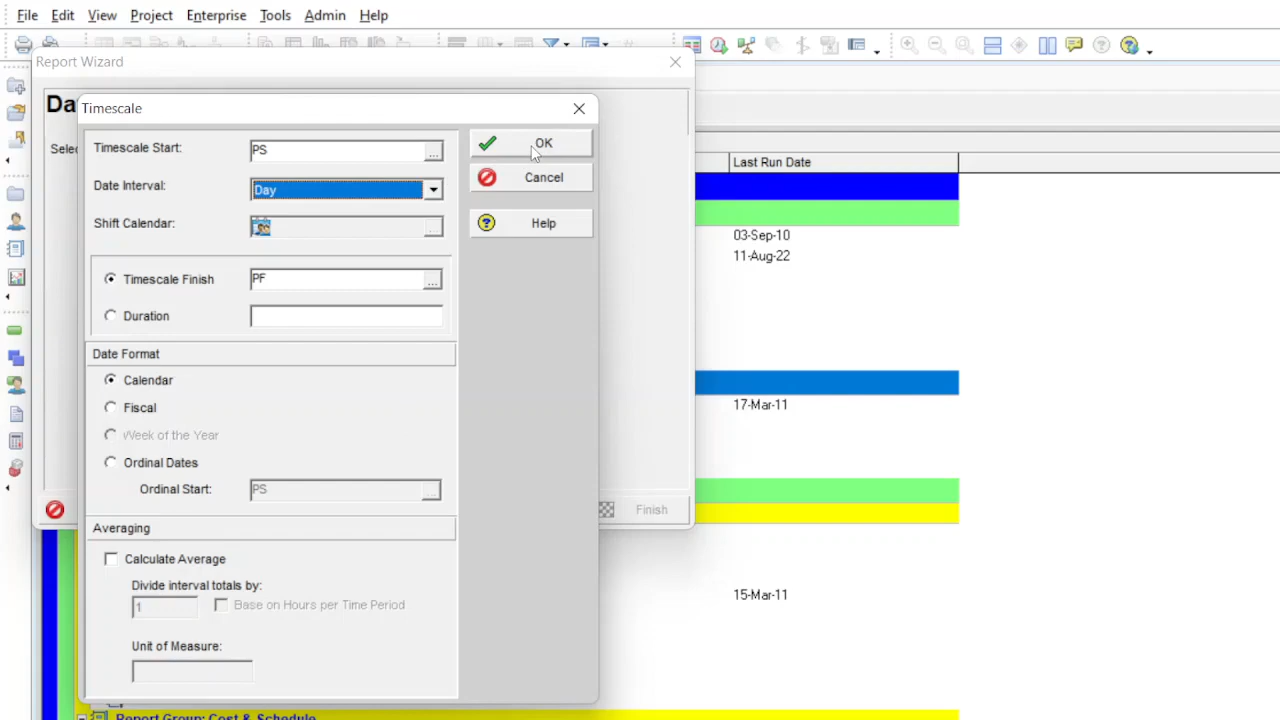 File Edit View Project Enterprise Tools Admin Help
Report Wizard
Timescale
Timescale Start: PS ...
Date Interval: Day
Shift Calendar: ...
Timescale Finish PF ...
Duration
Date Format
Calendar
Fiscal
Week of the Year
Ordinal Dates
Ordinal Start: PS ...
Averaging
Calculate Average
Divide interval totals by:
1 Base on Hours per Time Period
Unit of Measure:
OK
Cancel
Help
Finish
Last Run Date
03-Sep-10
11-Aug-22
17-Mar-11
15-Mar-11
Report Group: Cost & Schedule